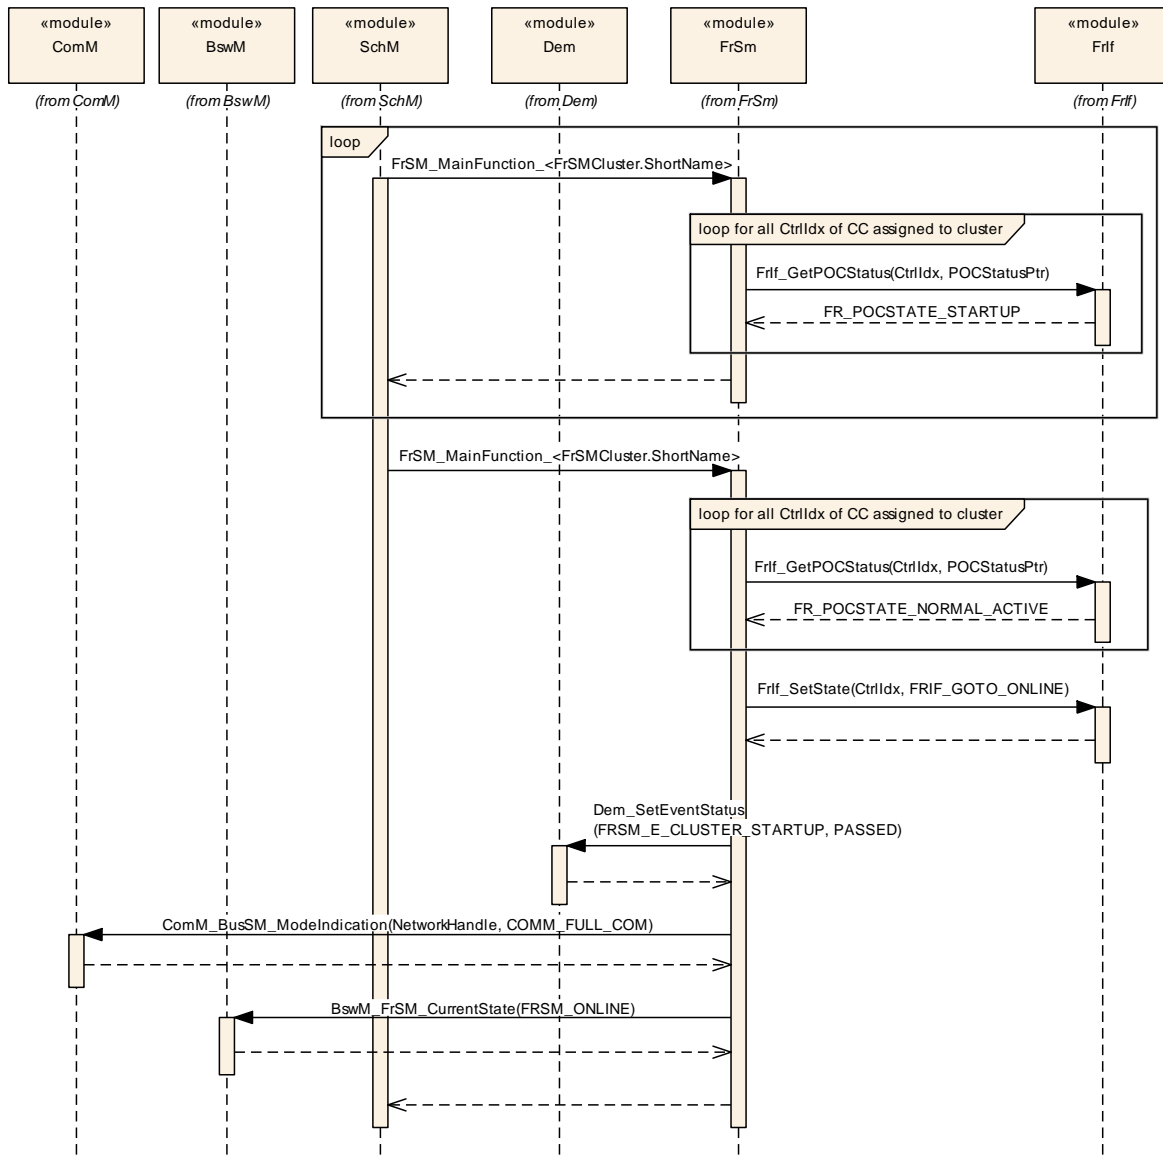 «module»
ComM
«module»
BswM
«module»
SchM
«module»
Dem
«module»
FrSm
«module»
FrIf
(from ComM)
(from BswM)
(from SchM)
(from Dem)
(from FrSm)
(from FrIf)
loop
FrSM_MainFunction_<FrSMCluster.ShortName>
loop for all CtrlIdx of CC assigned to cluster
FrIf_GetPOCStatus(CtrlIdx, POCStatusPtr)
FR_POCSTATE_STARTUP
FrSM_MainFunction_<FrSMCluster.ShortName>
loop for all CtrlIdx of CC assigned to cluster
FrIf_GetPOCStatus(CtrlIdx, POCStatusPtr)
FR_POCSTATE_NORMAL_ACTIVE
FrIf_SetState(CtrlIdx, FRIF_GOTO_ONLINE)
Dem_SetEventStatus
(FRSM_E_CLUSTER_STARTUP, PASSED)
ComM_BusSM_ModeIndication(NetworkHandle, COMM_FULL_COM)
BswM_FrSM_CurrentState(FRSM_ONLINE)